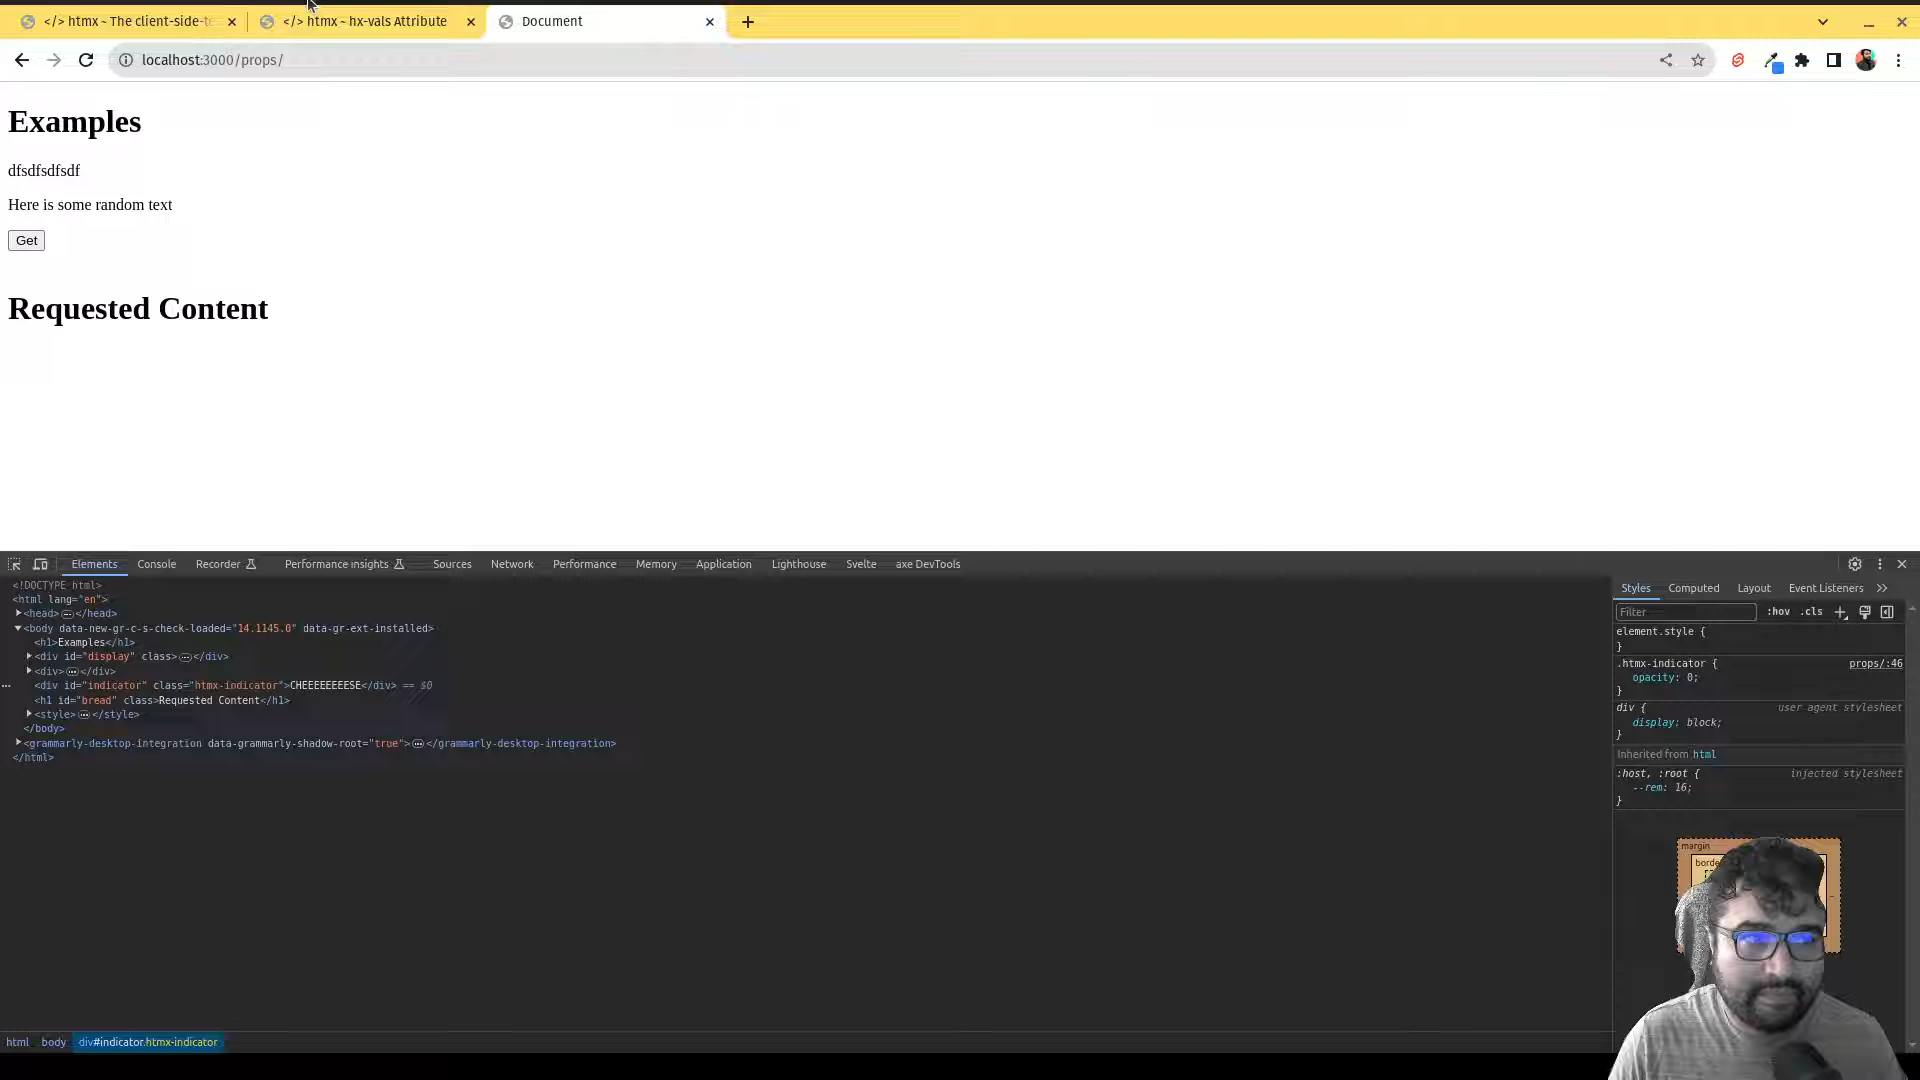 </> htmx ~ The client-side-te
</> htmx ~ hx-vals Attribute
Document
localhost:3000/props/
Examples
dfsdfsdfsdf
Here is some random text
Get
Requested Content
Elements Console Recorder Performance insights Sources Network Performance Memory Application Lighthouse Svelte axe DevTools
<!DOCTYPE html>
<html lang="en">
<head>…</head>
<body data-new-gr-c-s-check-loaded="14.1145.0" data-gr-ext-installed>
<h1>Examples</h1>
<div id="display" class>…</div>
<div>…</div>
… <div id="indicator" class="htmx-indicator">CHEEEEEEEESE</div> == $0
<h1 id="bread" class>Requested Content</h1>
<style>…</style>
</body>
<grammarly-desktop-integration data-grammarly-shadow-root="true">…</grammarly-desktop-integration>
</html>
Styles Computed Layout Event Listeners
Filter :hov .cls
element.style {
}
.htmx-indicator { props/:46
opacity: 0;
}
div { user agent stylesheet
display: block;
}
Inherited from html
:host, :root { injected stylesheet
--rem: 16;
}
margin
html body div#indicator.htmx-indicator